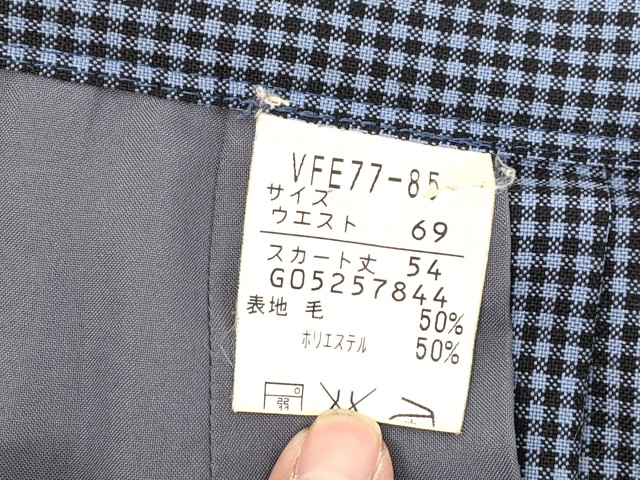 VFE77-85
サイズ
ウエスト 69
スカート丈 54
G05257844
表地 毛 50%
ポリエステル 50%
弱